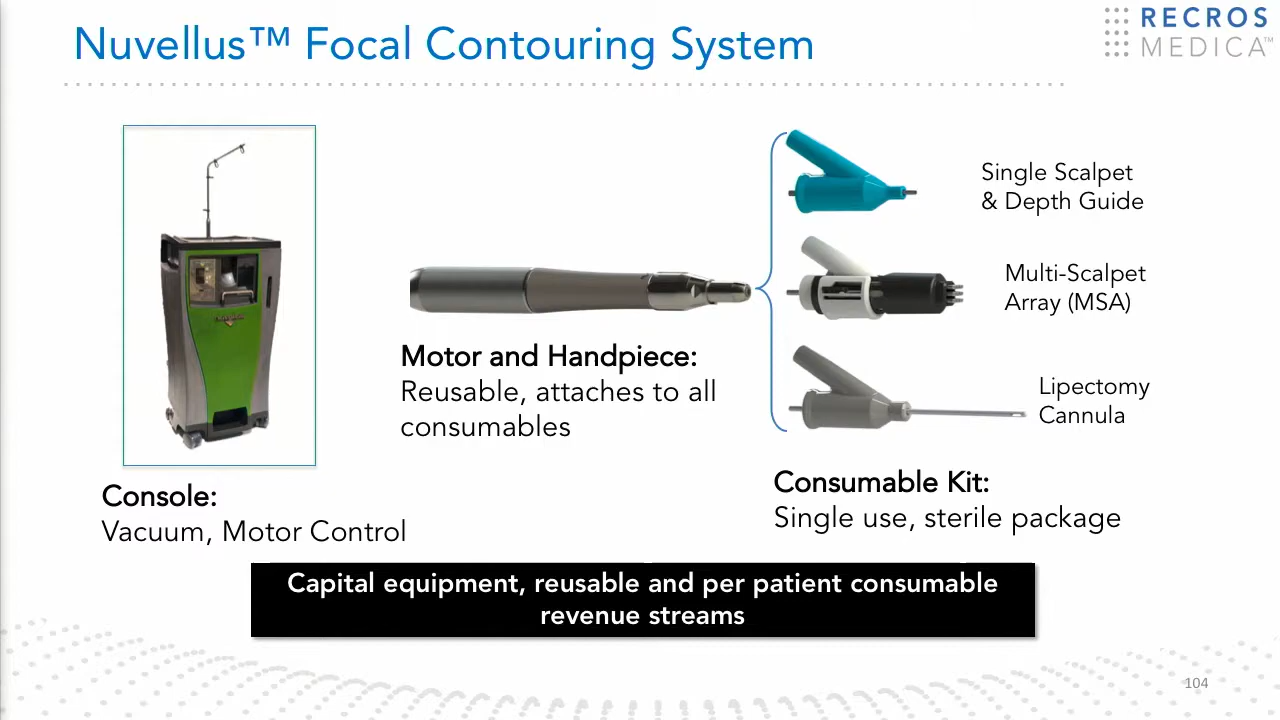 Nuvellus™ Focal Contouring System
RECROS
MEDICA™
Single Scalpet
& Depth Guide
Multi-Scalpet
Array (MSA)
Lipectomy
Cannula
Motor and Handpiece:
Reusable, attaches to all
consumables
Console:
Vacuum, Motor Control
Consumable Kit:
Single use, sterile package
Capital equipment, reusable and per patient consumable
revenue streams
104